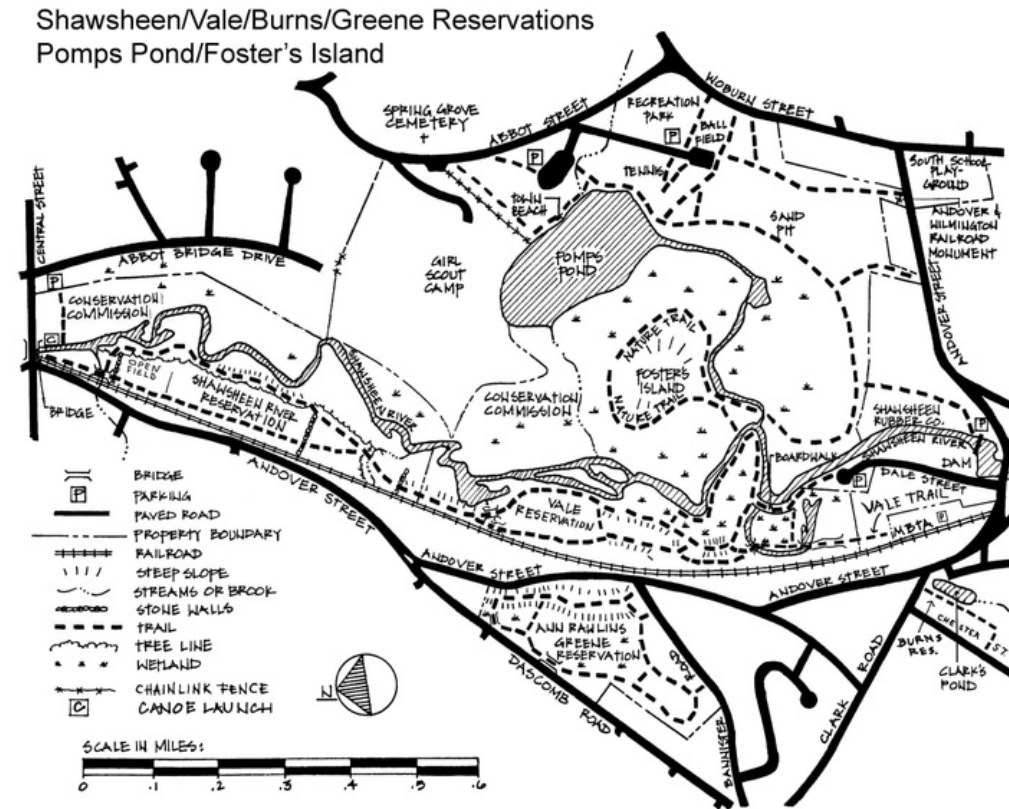 Shawsheen/Vale/Burns/Greene Reservations
Pomps Pond/Foster's Island
SPRING GROVE
CEMETERY
ABBOT STREET
RECREATION
PARK
P
BALL
FIELD
WOBURN STREET
P
TENNIS
TOWN
BEACH
SOUTH SCHOOL
PLAY-
GROUND
ANDOVER &
WILMINGTON
RAILROAD
MONUMENT
ANDOVER STREET
ANDOVER STREET
SAND
PIT
CENTRAL STREET
ABBOT BRIDGE DRIVE
P
CONSERVATION
COMMISSION
C
GIRL
SCOUT
CAMP
POMPS
POND
NATURE TRAIL
FOSTER'S
ISLAND
NATURE TRAIL
OPEN
FIELD
SHAWSHEEN RIVER
RESERVATION
SHAWSHEEN RIVER
CONSERVATION
COMMISSION
SHAWSHEEN
RUBBER CO.
P
SHAWSHEEN RIVER
DAM
BOARDWALK
P
DALE STREET
BRIDGE
VALE
RESERVATION
VALE TRAIL
MBTA
P
ANDOVER STREET
ANDOVER STREET
ANDOVER STREET
ANN RAWLINS
GREENE
RESERVATION
DASCOMB ROAD
BANNISTER
ROAD
CLARK
ROAD
BURNS
RES.
CHESTER
ST.
CLARK'S
POND
BRIDGE
P PARKING
PAVED ROAD
PROPERTY BOUNDARY
RAILROAD
STEEP SLOPE
STREAMS OR BROOK
STONE WALLS
TRAIL
TREE LINE
WETLAND
CHAINLINK FENCE
C CANOE LAUNCH
N
SCALE IN MILES:
0 .1 .2 .3 .4 .5 .6